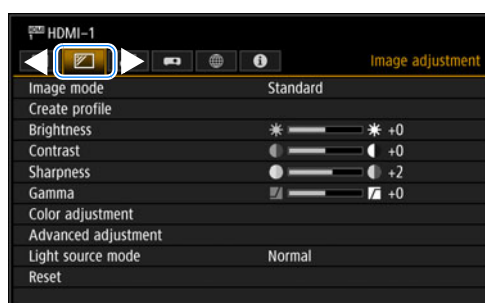 HDMI HDMI-1
Image adjustment
Image mode Standard
Create profile
Brightness +0
Contrast +0
Sharpness +2
Gamma +0
Color adjustment
Advanced adjustment
Light source mode Normal
Reset